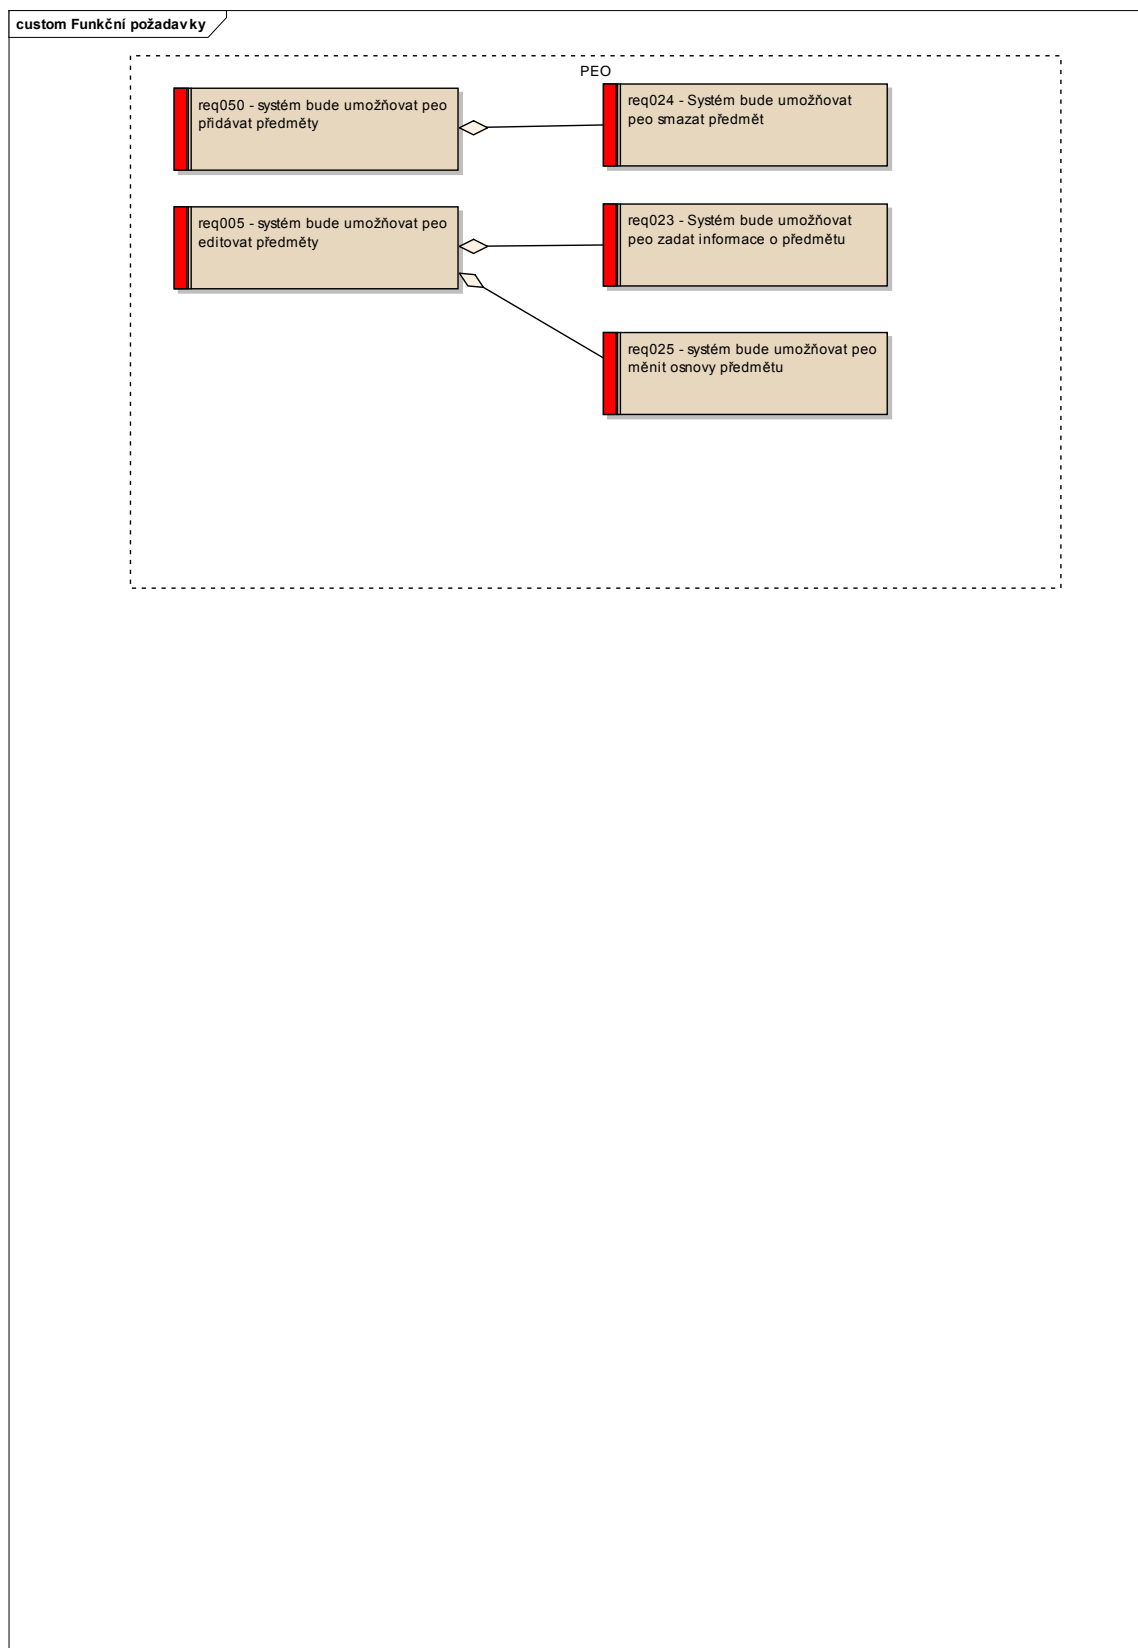 custom Funkční požadavky
PEO
req050 - systém bude umožňovat peo
přidávat předměty
req024 - Systém bude umožňovat
peo smazat předmět
req005 - systém bude umožňovat peo
editovat předměty
req023 - Systém bude umožňovat
peo zadat informace o předmětu
req025 - systém bude umožňovat peo
měnit osnovy předmětu